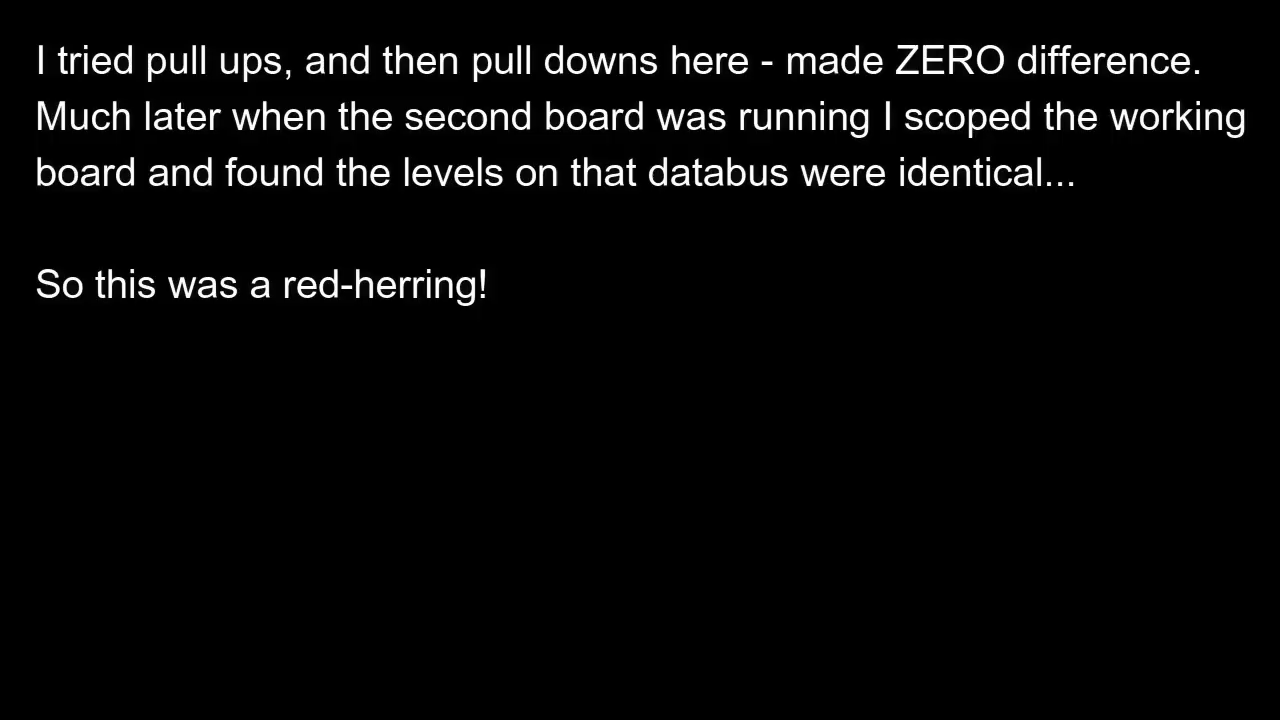 I tried pull ups, and then pull downs here - made ZERO difference.
Much later when the second board was running I scoped the working
board and found the levels on that databus were identical...
So this was a red-herring!